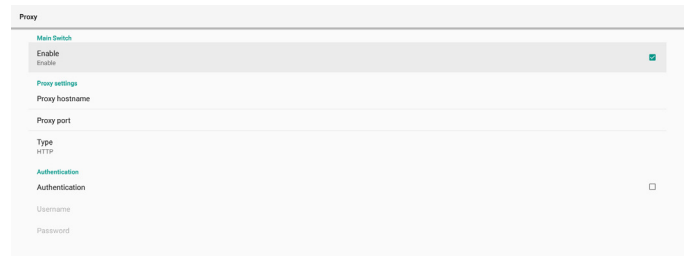 Proxy
Main Switch
Enable
Enable
Proxy settings
Proxy hostname
Proxy port
Type
HTTP
Authentication
Authentication
Username
Password